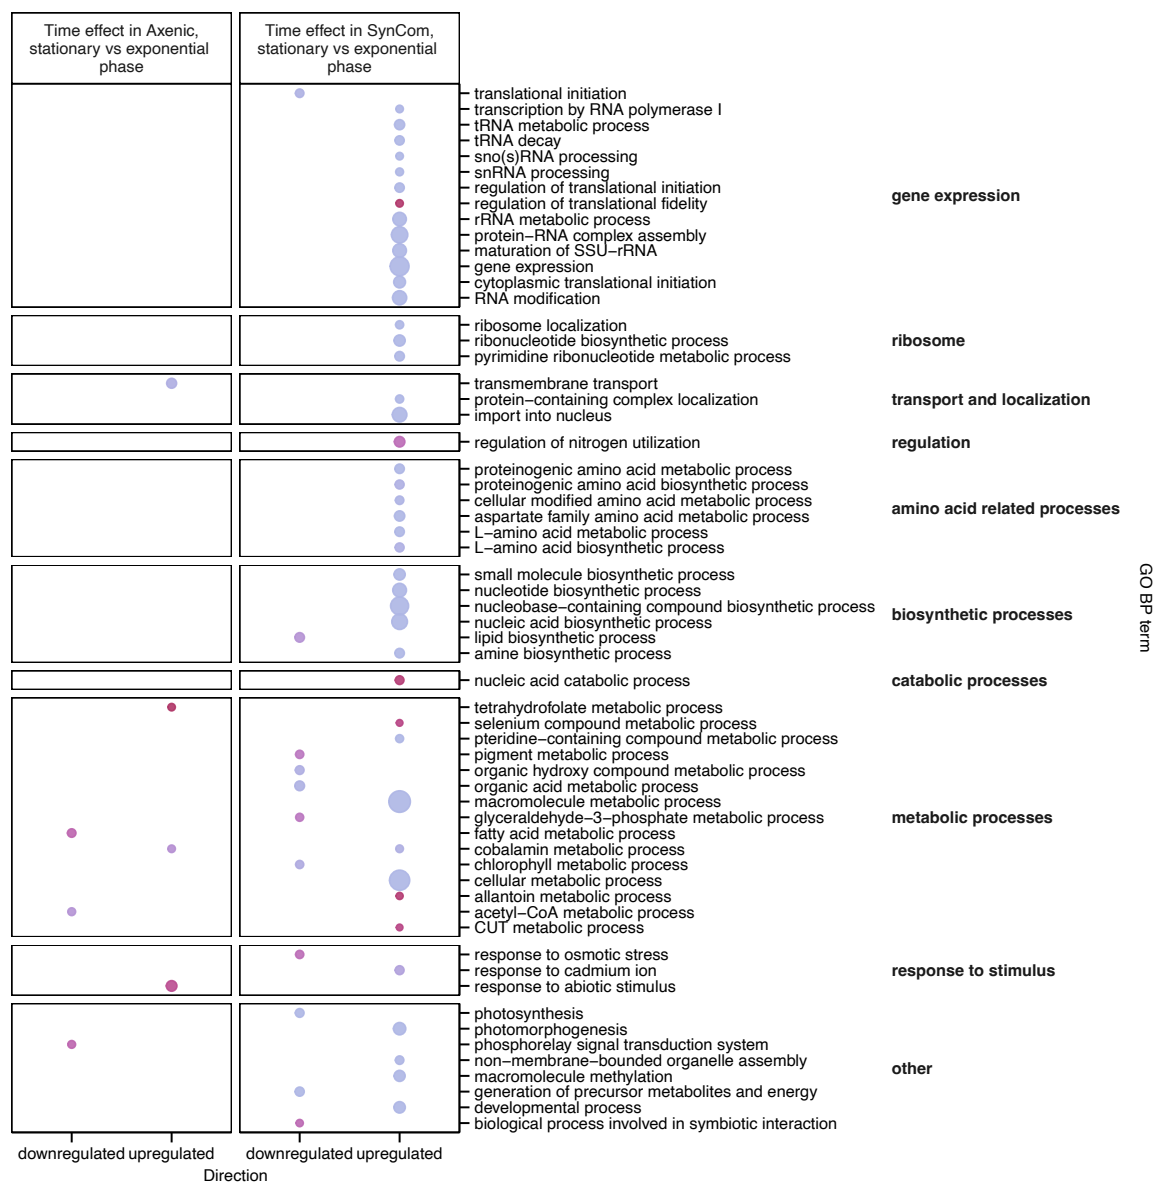 Time effect in Axenic,
stationary vs exponential
phase
Time effect in SynCom,
stationary vs exponential
phase
translational initiation
transcription by RNA polymerase I
tRNA metabolic process
tRNA decay
sno(s)RNA processing
snRNA processing
regulation of translational initiation
regulation of translational fidelity
rRNA metabolic process
protein−RNA complex assembly
maturation of SSU−rRNA
gene expression
cytoplasmic translational initiation
RNA modification
gene expression
ribosome localization
ribonucleotide biosynthetic process
pyrimidine ribonucleotide metabolic process
ribosome
transmembrane transport
protein−containing complex localization
import into nucleus
transport and localization
regulation of nitrogen utilization
regulation
proteinogenic amino acid metabolic process
proteinogenic amino acid biosynthetic process
cellular modified amino acid metabolic process
aspartate family amino acid metabolic process
L−amino acid metabolic process
L−amino acid biosynthetic process
amino acid related processes
small molecule biosynthetic process
nucleotide biosynthetic process
nucleobase−containing compound biosynthetic process
nucleic acid biosynthetic process
lipid biosynthetic process
amine biosynthetic process
biosynthetic processes
nucleic acid catabolic process
catabolic processes
tetrahydrofolate metabolic process
selenium compound metabolic process
pteridine−containing compound metabolic process
pigment metabolic process
organic hydroxy compound metabolic process
organic acid metabolic process
macromolecule metabolic process
glyceraldehyde−3−phosphate metabolic process
fatty acid metabolic process
cobalamin metabolic process
chlorophyll metabolic process
cellular metabolic process
allantoin metabolic process
acetyl−CoA metabolic process
CUT metabolic process
metabolic processes
response to osmotic stress
response to cadmium ion
response to abiotic stimulus
response to stimulus
photosynthesis
photomorphogenesis
phosphorelay signal transduction system
non−membrane−bounded organelle assembly
macromolecule methylation
generation of precursor metabolites and energy
developmental process
biological process involved in symbiotic interaction
other
GO BP term
downregulated upregulated
downregulated upregulated
Direction